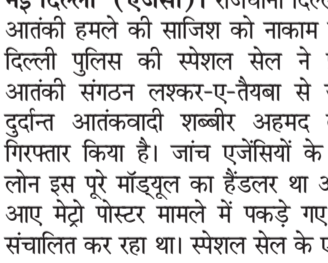 नई दिल्ली (एजेंसी)। राजधानी
आतंकी हमले की साजिश को नाकाम
दिल्ली पुलिस की स्पेशल सेल ने
आतंकी संगठन लश्कर-ए-तैयबा से
दुर्दान्त आतंकवादी शब्बीर अहमद
गिरफ्तार किया है। जांच एजेंसियों के
लोन इस पूरे मॉड्यूल का हैंडलर था
आए मेट्रो पोस्टर मामले में पकड़े गए
संचालित कर रहा था। स्पेशल सेल के